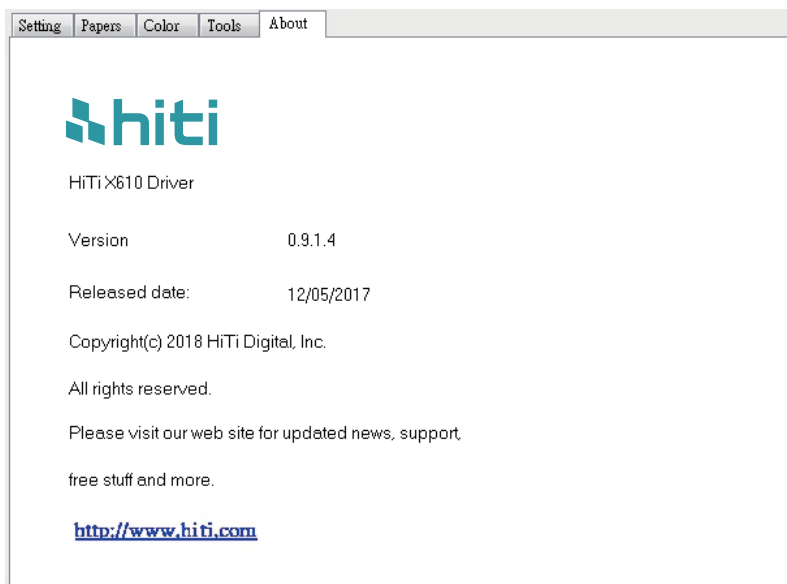 Setting Papers Color Tools About
hiti
HiTi X610 Driver
Version 0.9.1.4
Released date: 12/05/2017
Copyright(c) 2018 HiTi Digital, Inc.
All rights reserved.
Please visit our web site for updated news, support,
free stuff and more.
http://www.hiti.com